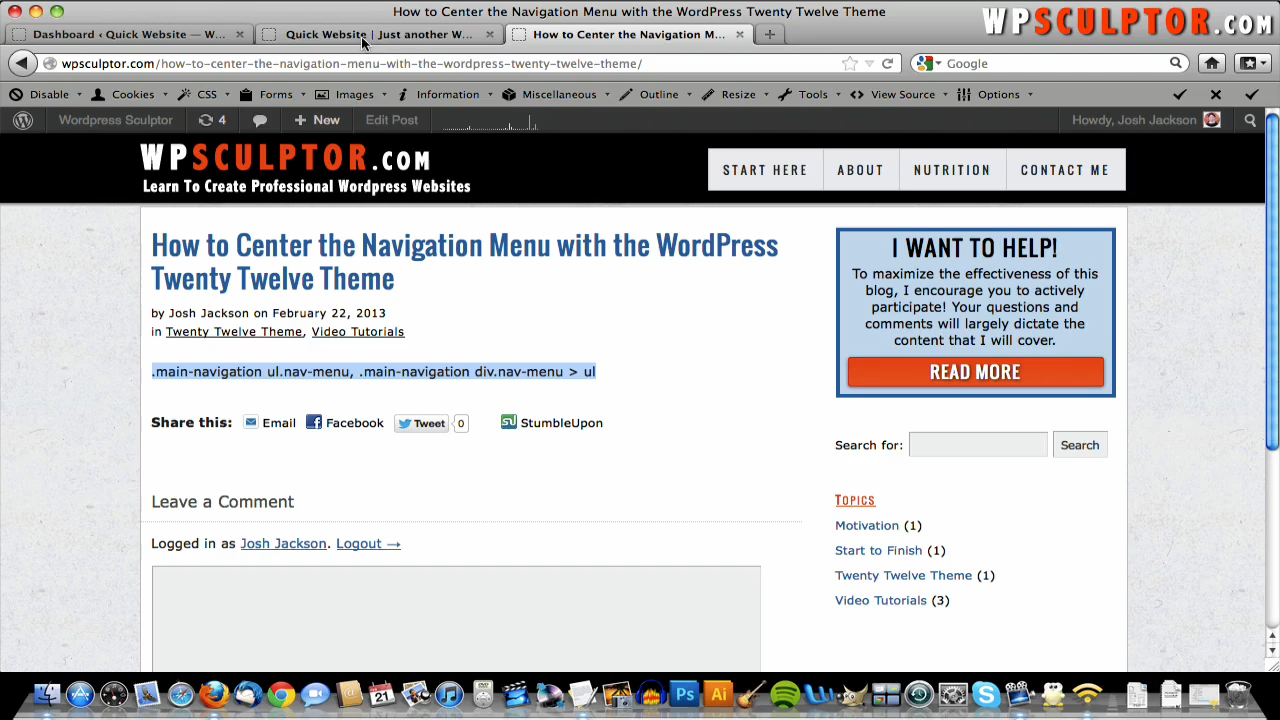 How to Center the Navigation Menu with the WordPress Twenty Twelve Theme
WPSCULPTOR.COM
Dashboard ‹ Quick Website — W...
Quick Website | Just another W...
How to Center the Navigation M...
wpsculptor.com/how-to-center-the-navigation-menu-with-the-wordpress-twenty-twelve-theme/
Google
Disable Cookies CSS Forms Images Information Miscellaneous Outline Resize Tools View Source Options
Wordpress Sculptor 4 New Edit Post Howdy, Josh Jackson
WPSCULPTOR.COM
Learn To Create Professional Wordpress Websites
START HERE ABOUT NUTRITION CONTACT ME
How to Center the Navigation Menu with the WordPress
Twenty Twelve Theme
by Josh Jackson on February 22, 2013
in Twenty Twelve Theme, Video Tutorials
.main-navigation ul.nav-menu, .main-navigation div.nav-menu > ul
Share this: Email Facebook Tweet 0 StumbleUpon
Leave a Comment
Logged in as Josh Jackson. Logout →
I WANT TO HELP!
To maximize the effectiveness of this
blog, I encourage you to actively
participate! Your questions and
comments will largely dictate the
content that I will cover.
READ MORE
Search for: Search
TOPICS
Motivation (1)
Start to Finish (1)
Twenty Twelve Theme (1)
Video Tutorials (3)
21
Ps
Ai